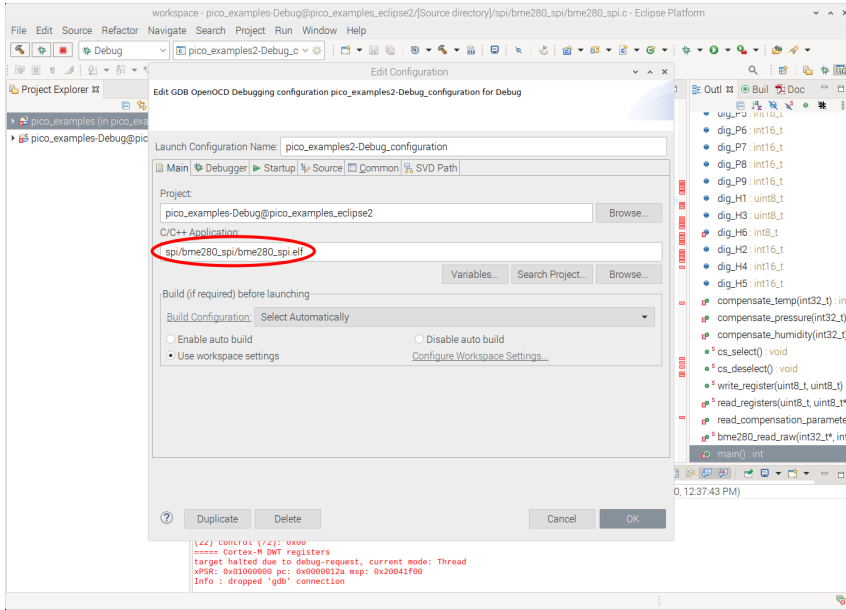 workspace - pico_examples-Debug@pico_examples_eclipse2/[Source directory]/spi/bme280_spi/bme280_spi.c - Eclipse Platform
File Edit Source Refactor Navigate Search Project Run Window Help
Debug
pico_examples2-Debug_c
Edit Configuration
Project Explorer
Outl
Buil
Doc
pico_examples (in pico_exa
pico_examples-Debug@pic
Edit GDB OpenOCD Debugging configuration pico_examples2-Debug_configuration for Debug
Launch Configuration Name: pico_examples2-Debug_configuration
Main Debugger Startup Source Common SVD Path
Project:
pico_examples-Debug@pico_examples_eclipse2
Browse...
C/C++ Application:
spi/bme280_spi/bme280_spi.elf
Variables... Search Project... Browse...
Build (if required) before launching
Build Configuration: Select Automatically
Enable auto build
Disable auto build
Use workspace settings
Configure Workspace Settings...
Duplicate Delete Cancel OK
dig_P5 : int16_t
dig_P6 : int16_t
dig_P7 : int16_t
dig_P8 : int16_t
dig_P9 : int16_t
dig_H1 : uint8_t
dig_H3 : uint8_t
dig_H6 : int8_t
dig_H2 : int16_t
dig_H4 : int16_t
dig_H5 : int16_t
compensate_temp(int32_t) : in
compensate_pressure(int32_t)
compensate_humidity(int32_t)
cs_select() : void
cs_deselect() : void
write_register(uint8_t, uint8_t)
read_registers(uint8_t, uint8_t*
read_compensation_paramete
bme280_read_raw(int32_t*, int
main() : int
0, 12:37:43 PM)
(22) control (/2): 0x00
===== Cortex-M DWT registers
target halted due to debug-request, current mode: Thread
xPSR: 0x01000000 pc: 0x0000012a msp: 0x20041f00
Info : dropped 'gdb' connection